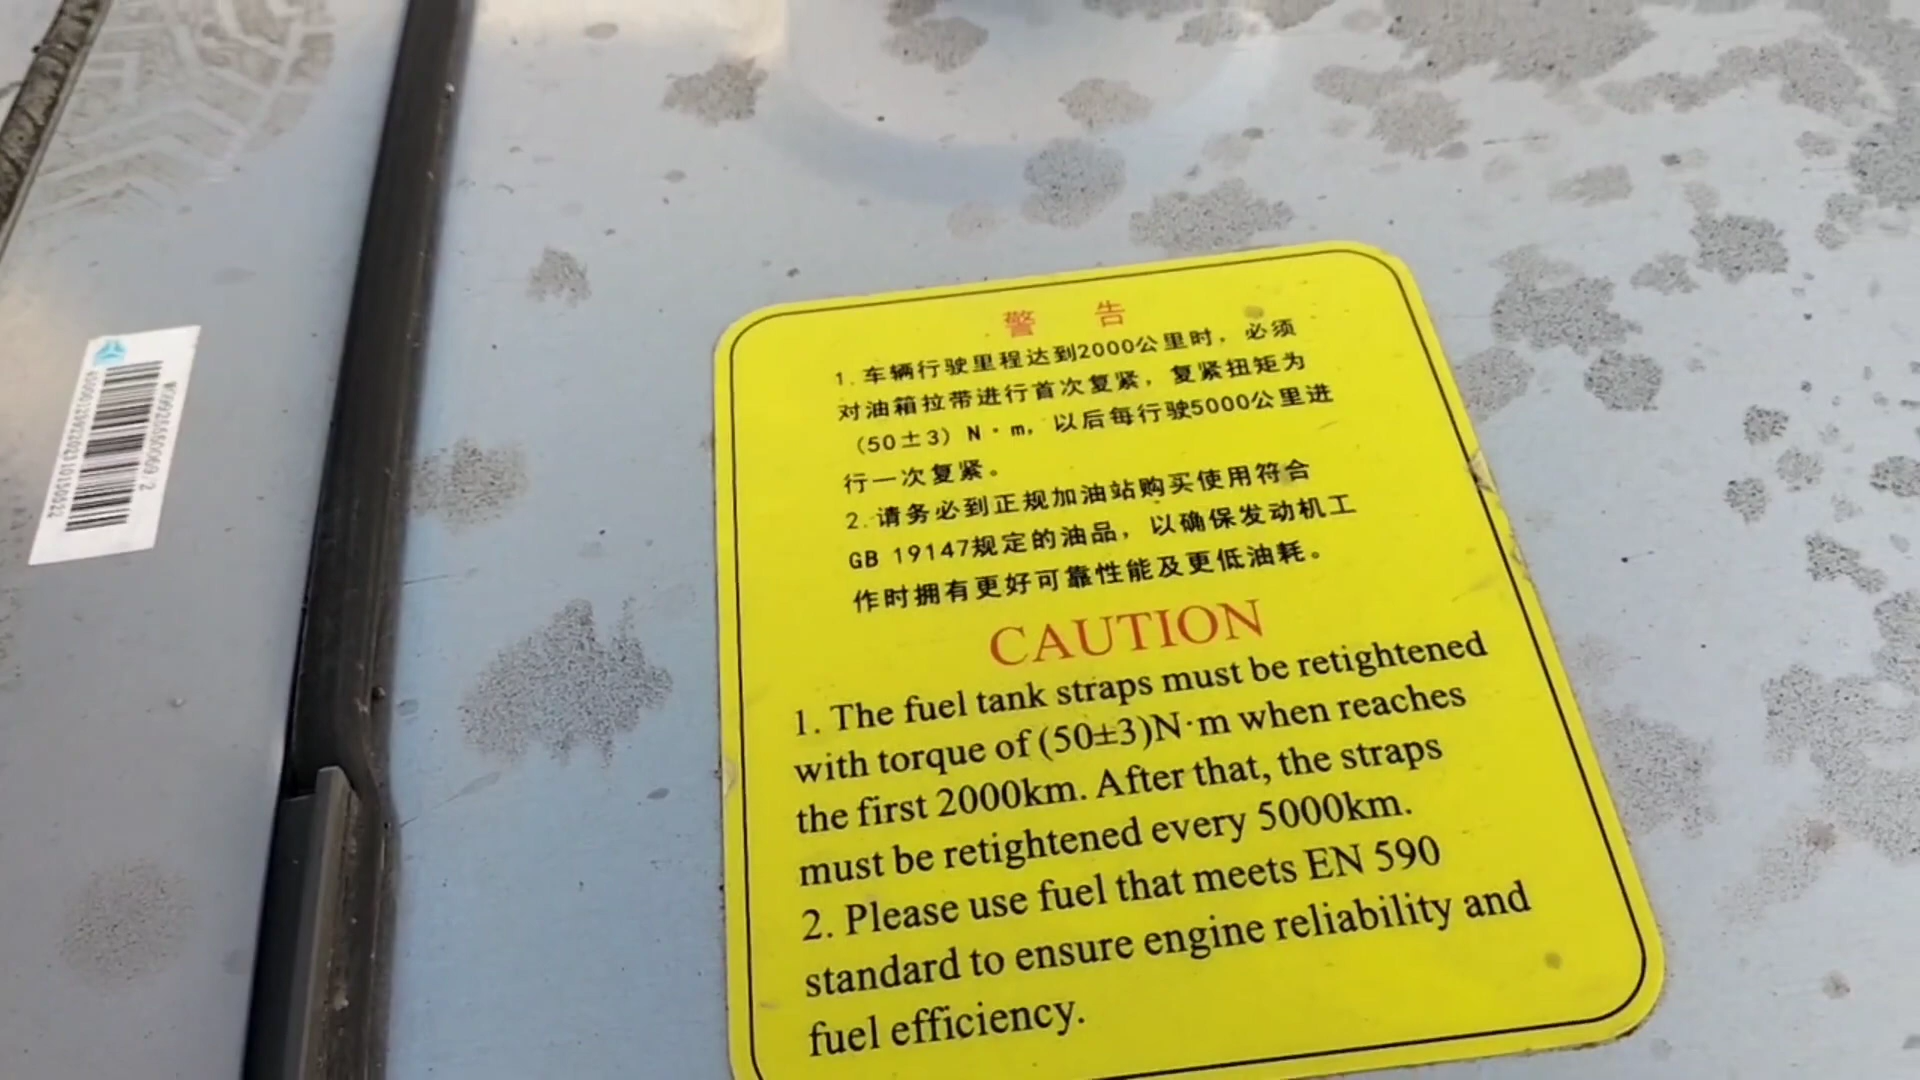 警 告
1. 车辆行驶里程达到2000公里时，必须
对油箱拉带进行首次复紧，复紧扭矩为
（50±3）N·m，以后每行驶5000公里进
行一次复紧。
2. 请务必到正规加油站购买使用符合
GB 19147规定的油品，以确保发动机工
作时拥有更好可靠性能及更低油耗。
CAUTION
1. The fuel tank straps must be retightened
with torque of (50±3)N·m when reaches
the first 2000km. After that, the straps
must be retightened every 5000km.
2. Please use fuel that meets EN 590
standard to ensure engine reliability and
fuel efficiency.